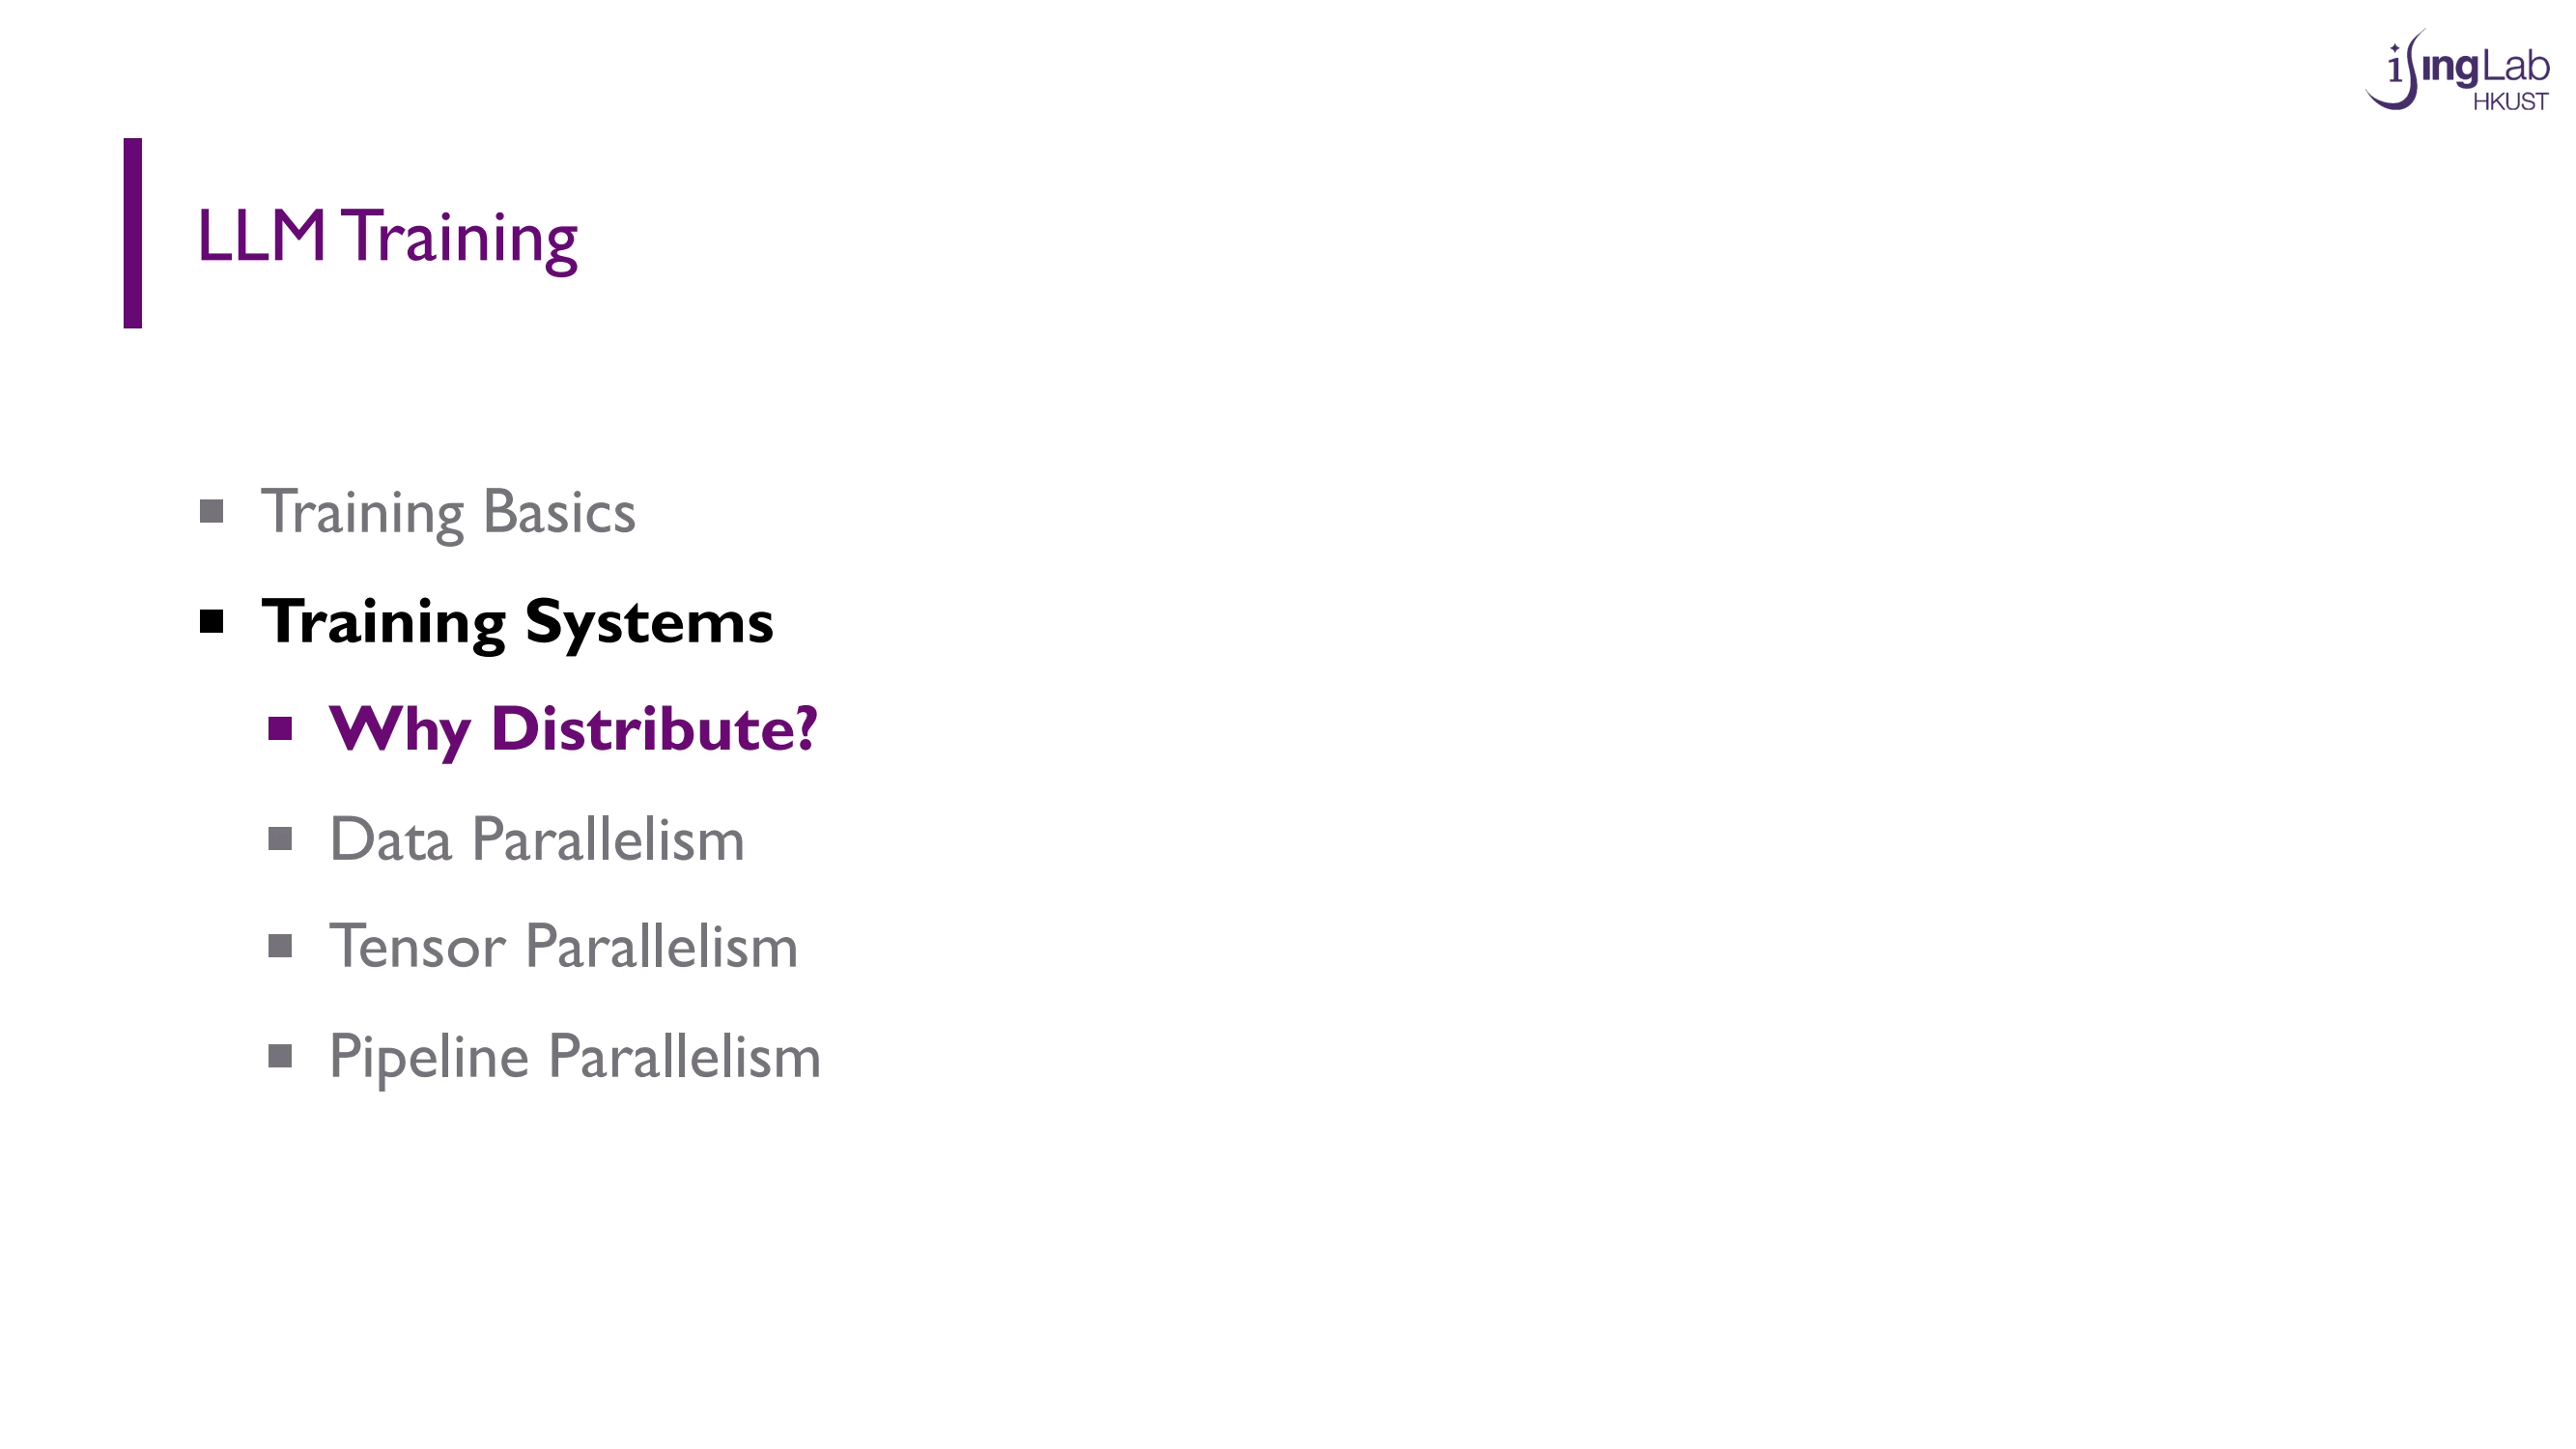 iSingLab
HKUST
LLM Training
Training Basics
Training Systems
Why Distribute?
Data Parallelism
Tensor Parallelism
Pipeline Parallelism